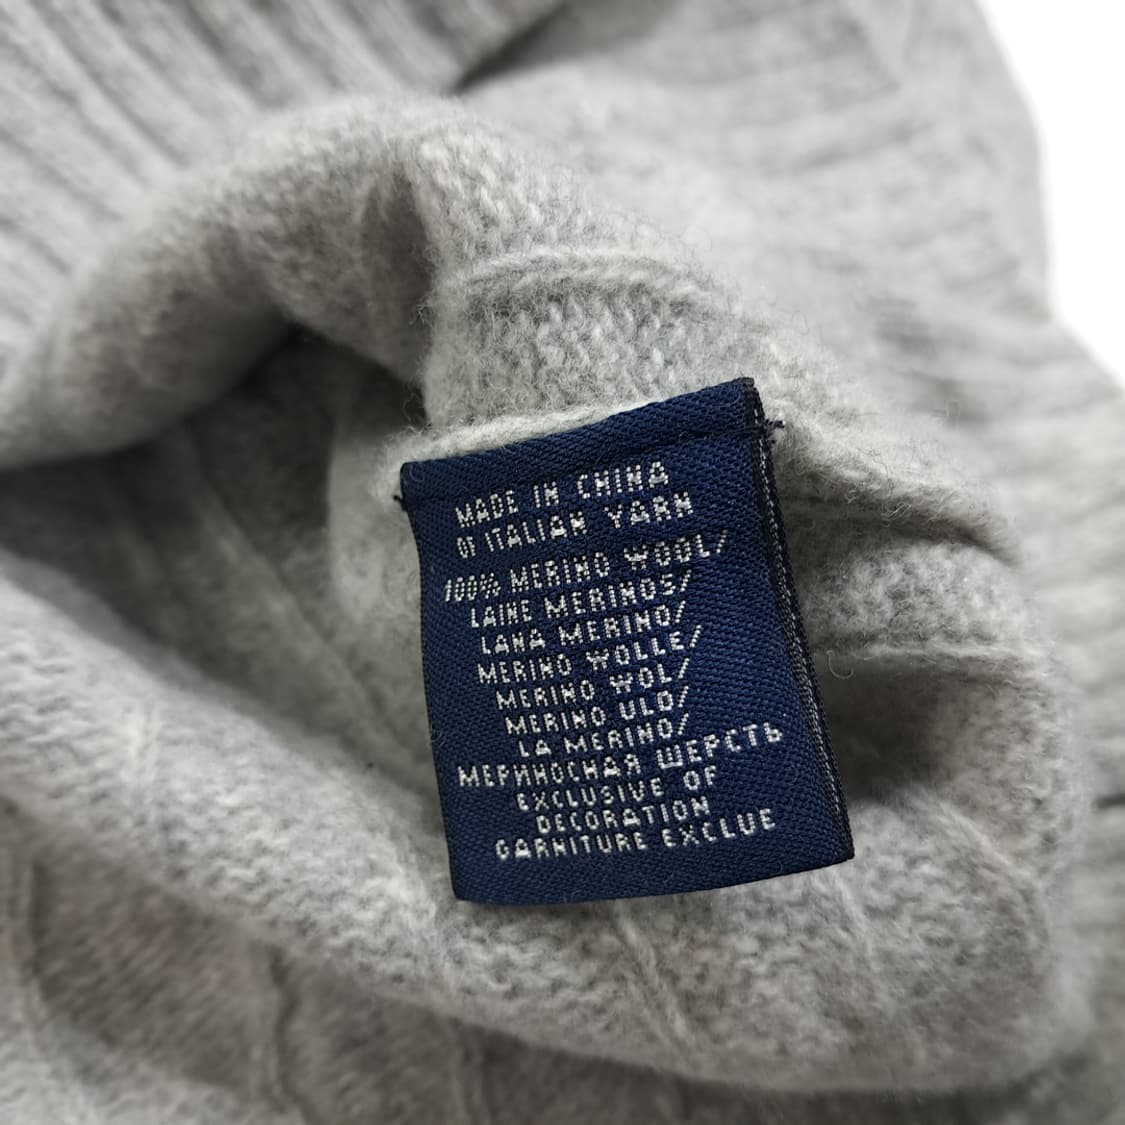 MADE IN CHINA
OF ITALIAN YARN
100% MERINO WOOL/
LAINE MERINOS/
LANA MERINO/
MERINO WOLLE/
MERINO WOL/
MERINO ULD/
LÃ MERINO/
МЕРИНОСНАЯ ШЕРСТЬ
EXCLUSIVE OF
DECORATION
GARNITURE EXCLUE